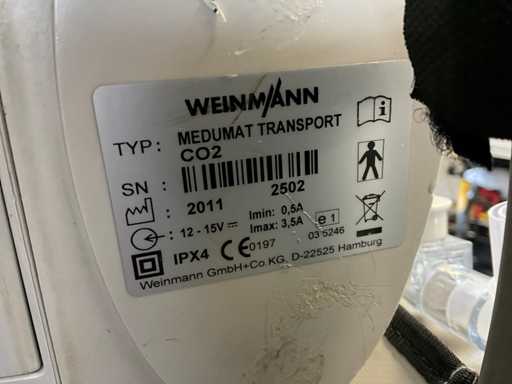 WEINMANN
TYP: MEDUMAT TRANSPORT
CO2
SN: 2502
2011
12 - 15V Imin: 0,5A
Imax: 3,5A
e1
03 5246
IPX4 CE 0197
Weinmann GmbH+Co.KG, D-22525 Hamburg